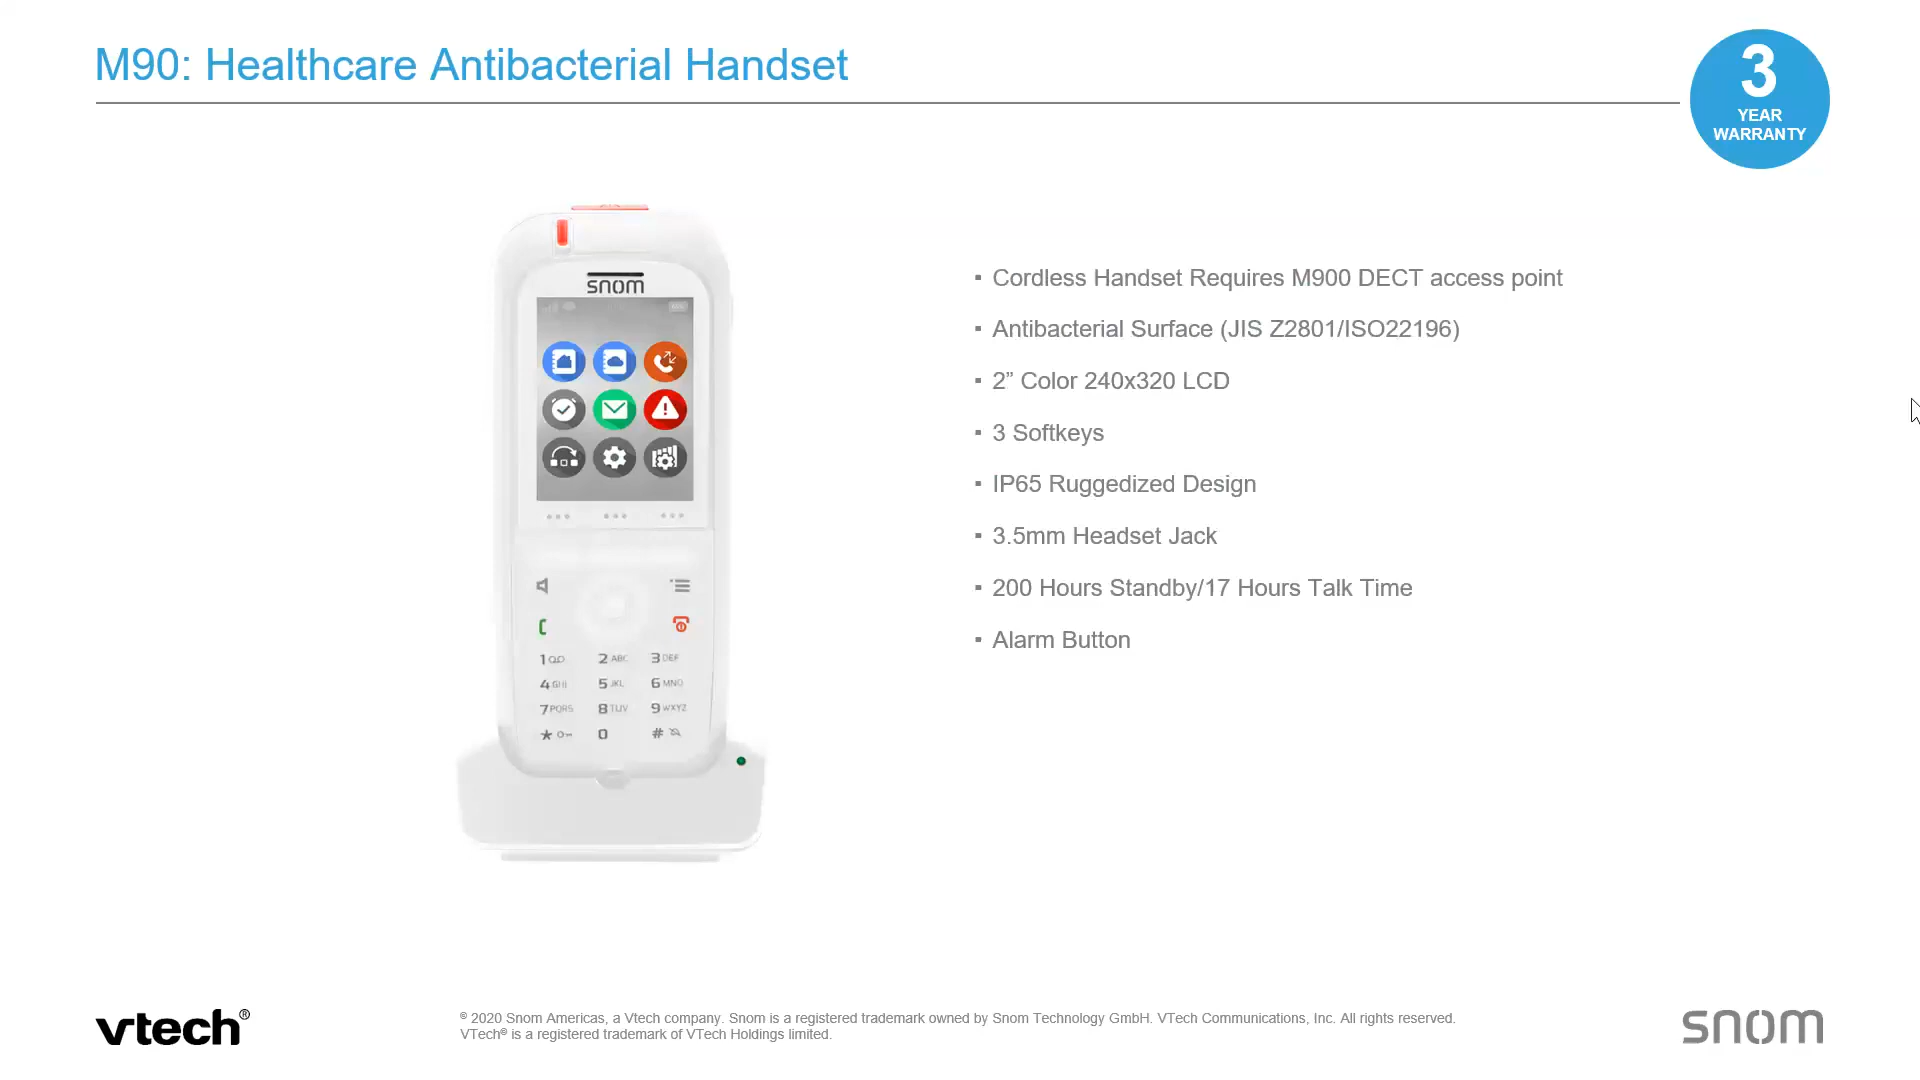 M90: Healthcare Antibacterial Handset
3
YEAR
WARRANTY
snom
1
2 ABC
3 DEF
4 GHI
5 JKL
6 MNO
7 PQRS
8 TUV
9 WXYZ
* 0 #
▪ Cordless Handset Requires M900 DECT access point
▪ Antibacterial Surface (JIS Z2801/ISO22196)
▪ 2” Color 240x320 LCD
▪ 3 Softkeys
▪ IP65 Ruggedized Design
▪ 3.5mm Headset Jack
▪ 200 Hours Standby/17 Hours Talk Time
▪ Alarm Button
vtech®
© 2020 Snom Americas, a Vtech company. Snom is a registered trademark owned by Snom Technology GmbH. VTech Communications, Inc. All rights reserved.
VTech® is a registered trademark of VTech Holdings limited.
snom